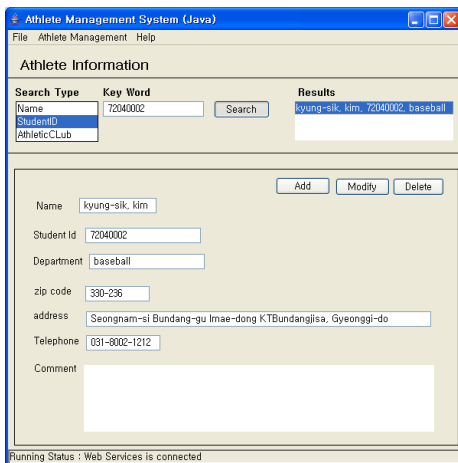 Athlete Management System (Java)
File Athlete Management Help
Athlete Information
Search Type Key Word Results
Name 72040002 Search kyung-sik, kim, 72040002, baseball
StudentID
AthleticCLub
Add Modify Delete
Name kyung-sik, kim
Student Id 72040002
Department baseball
zip code 330-236
address Seongnam-si Bundang-gu Imae-dong KTBundangjisa, Gyeonggi-do
Telephone 031-8002-1212
Comment
Running Status : Web Services is connected